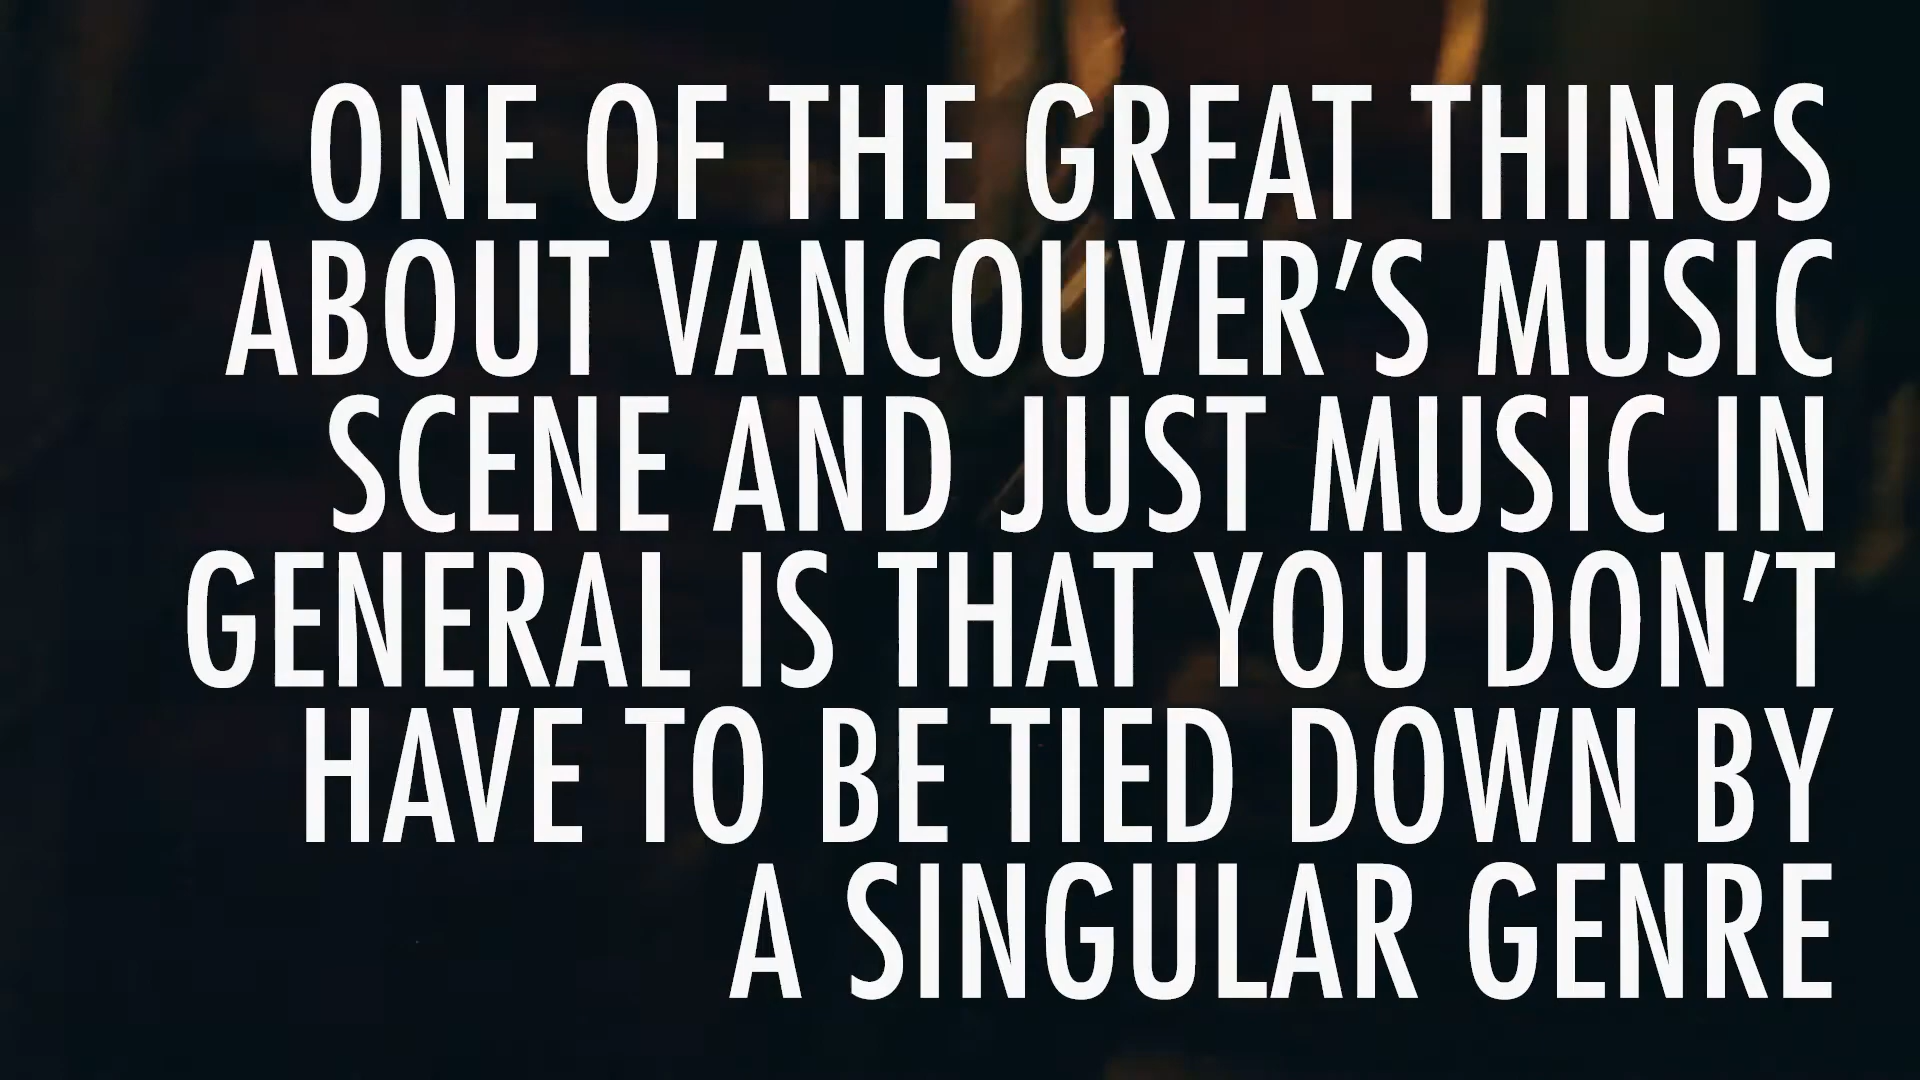 ONE OF THE GREAT THINGS
ABOUT VANCOUVER’S MUSIC
SCENE AND JUST MUSIC IN
GENERAL IS THAT YOU DON’T
HAVE TO BE TIED DOWN BY
A SINGULAR GENRE